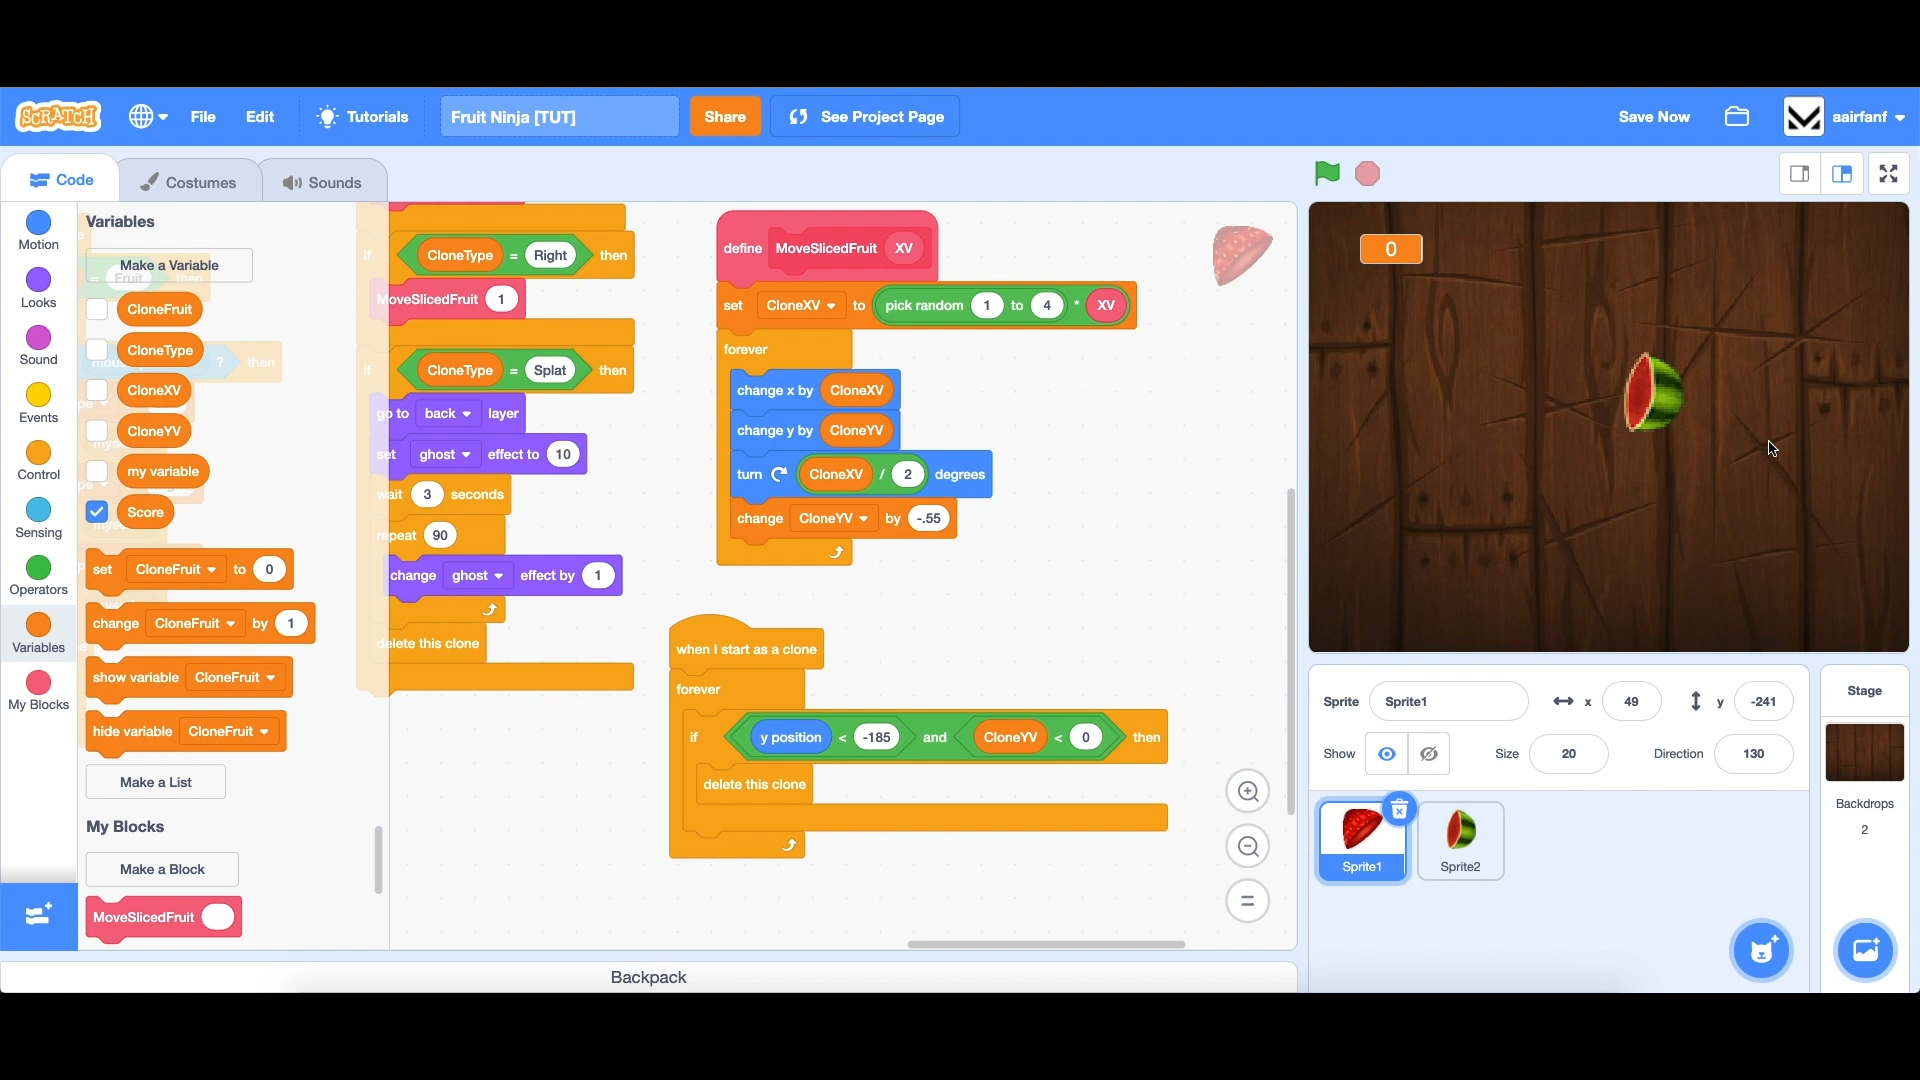 SCRATCH File Edit Tutorials Fruit Ninja [TUT] Share See Project Page Save Now aairfanf
Code Costumes Sounds
Motion
Looks
Sound
Events
Control
Sensing
Operators
Variables
My Blocks
Variables
Make a Variable
CloneFruit
CloneType
CloneXV
CloneYV
my variable
Score
set CloneFruit to 0
change CloneFruit by 1
show variable CloneFruit
hide variable CloneFruit
Make a List
My Blocks
Make a Block
MoveSlicedFruit
= Fruit then
? then
if CloneType = Right then
MoveSlicedFruit 1
if CloneType = Splat then
go to back layer
set ghost effect to 10
wait 3 seconds
repeat 90
change ghost effect by 1
delete this clone
define MoveSlicedFruit XV
set CloneXV to pick random 1 to 4 * XV
forever
change x by CloneXV
change y by CloneYV
turn CloneXV / 2 degrees
change CloneYV by -.55
when I start as a clone
forever
if y position < -185 and CloneYV < 0 then
delete this clone
Backpack
0
Sprite Sprite1 x 49 y -241
Show Size 20 Direction 130
Sprite1
Sprite2
Stage
Backdrops
2